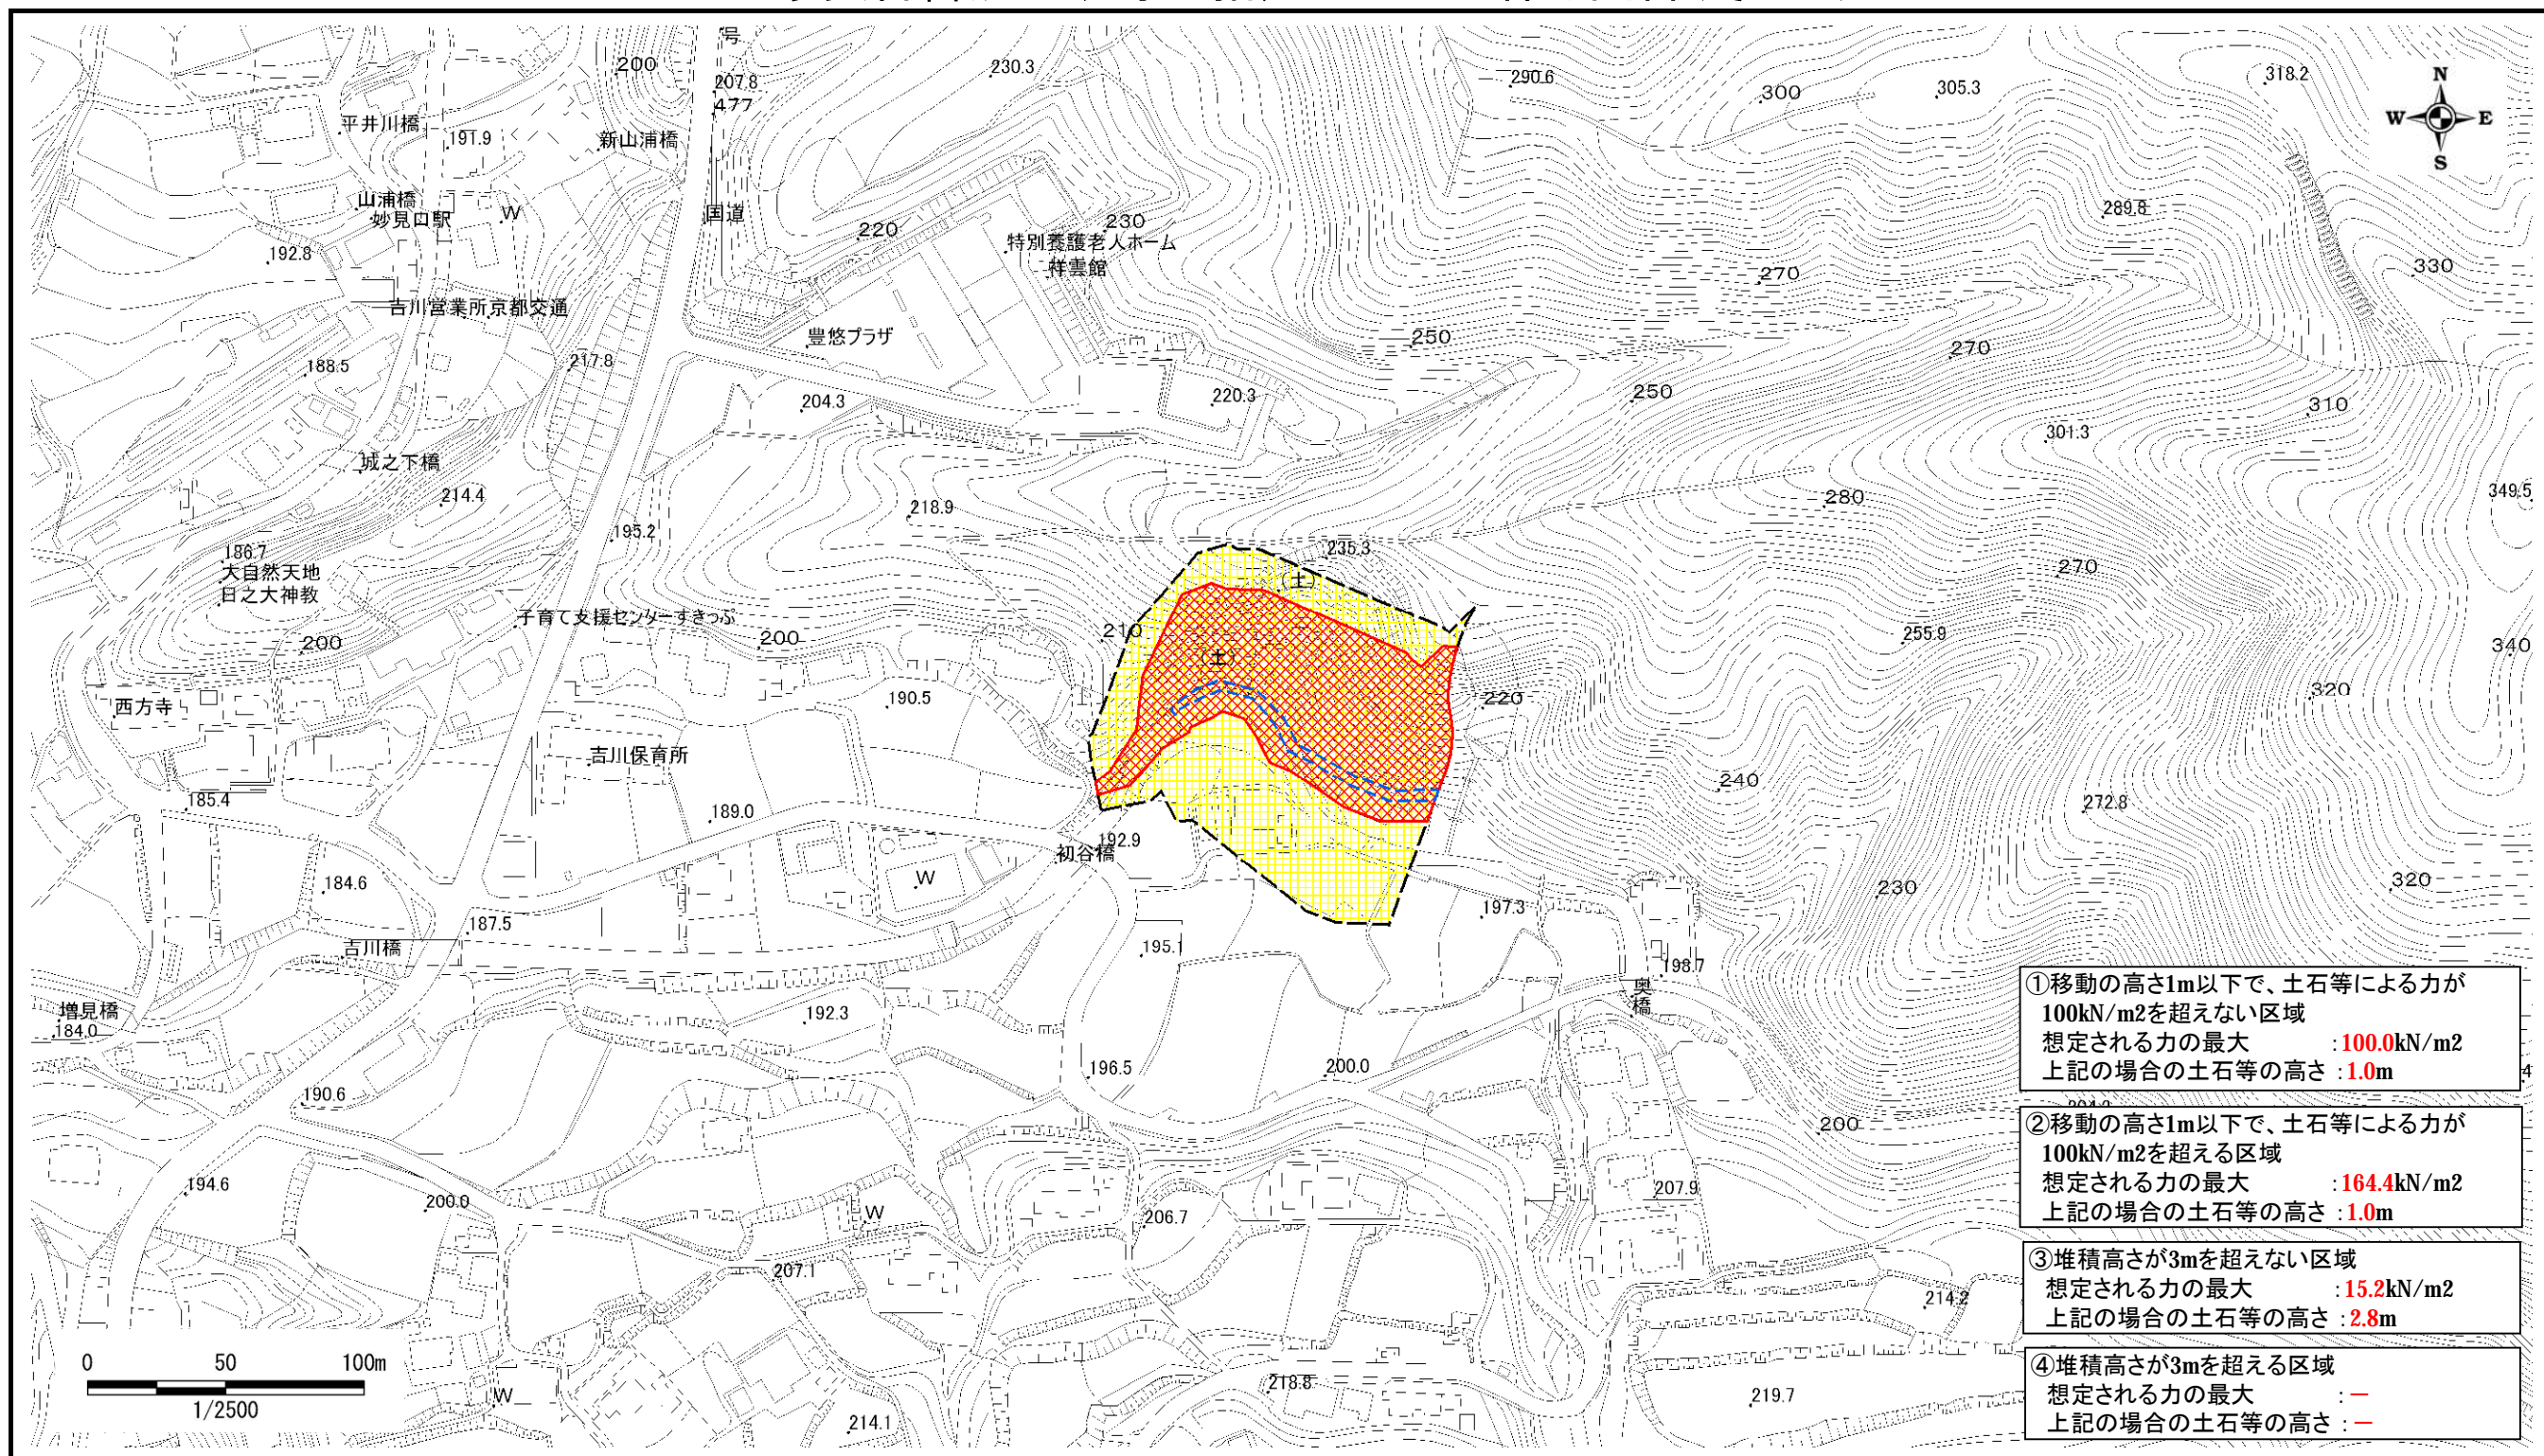 号
200
207.8
477
230.3
290.6
300
305.3
318.2
N
W
E
S
平井川橋
191.9
新山浦橋
山浦橋
妙見口駅
W
国道
220
230
289.8
192.8
特別養護老人ホーム
祥雲館
270
330
吉川営業所京都交通
豊悠プラザ
250
217.8
188.5
270
204.3
220.3
250
310
301.3
城之下橋
214.4
218.9
280
349.5
195.2
186.7
235.3
大自然天地
日之大神教
(土)
270
子育て支援センターすきっぷ
200
200
210
255.9
340
(土)
西方寺
190.5
220
320
吉川保育所
240
185.4
189.0
272.8
初谷橋
192.9
184.6
W
230
320
187.5
197.3
吉川橋
195.1
198.7
奥橋
増見橋
184.0
192.3
196.5
200.0
190.6
200
194.6
200.0
W
206.7
207.9
207.1
214.2
W
218.8
219.7
214.1
①移動の高さ1m以下で、土石等による力が
100kN/m2を超えない区域
想定される力の最大 :100.0kN/m2
上記の場合の土石等の高さ :1.0m
②移動の高さ1m以下で、土石等による力が
100kN/m2を超える区域
想定される力の最大 :164.4kN/m2
上記の場合の土石等の高さ :1.0m
③堆積高さが3mを超えない区域
想定される力の最大 :15.2kN/m2
上記の場合の土石等の高さ :2.8m
④堆積高さが3mを超える区域
想定される力の最大 :－
上記の場合の土石等の高さ :－
0 50 100m
1/2500